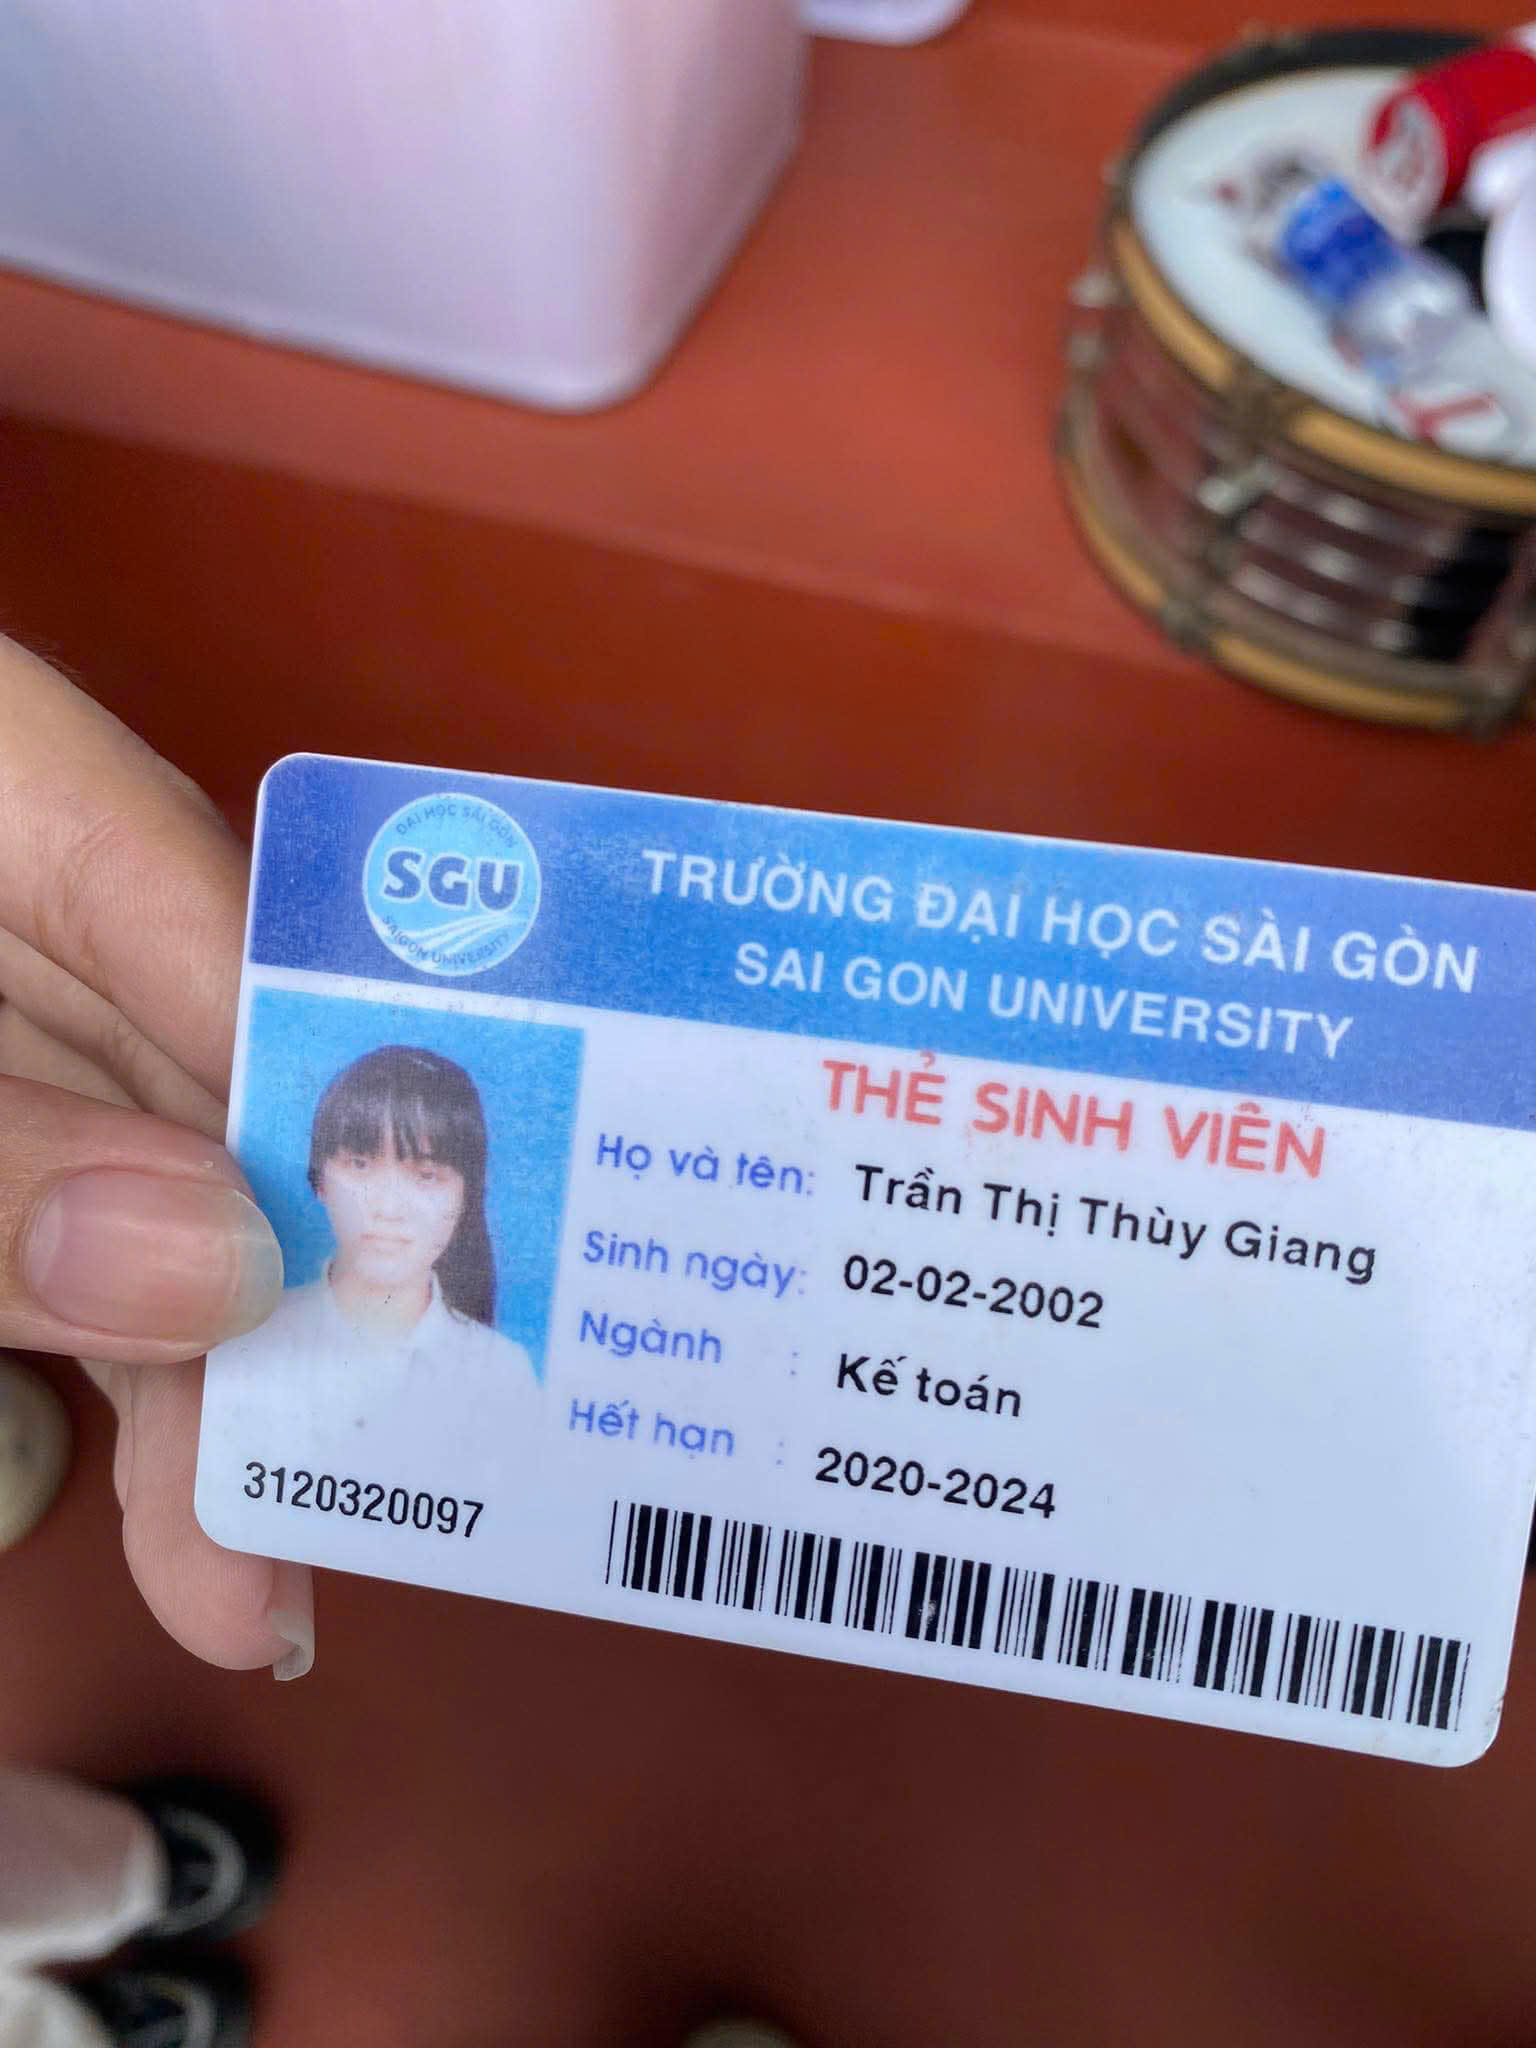 ĐẠI HỌC SÀI GÒN
SGU
SAIGON UNIVERSITY
TRƯỜNG ĐẠI HỌC SÀI GÒN
SAI GON UNIVERSITY
THẺ SINH VIÊN
Họ và tên: Trần Thị Thùy Giang
Sinh ngày: 02-02-2002
Ngành : Kế toán
Hết hạn : 2020-2024
3120320097